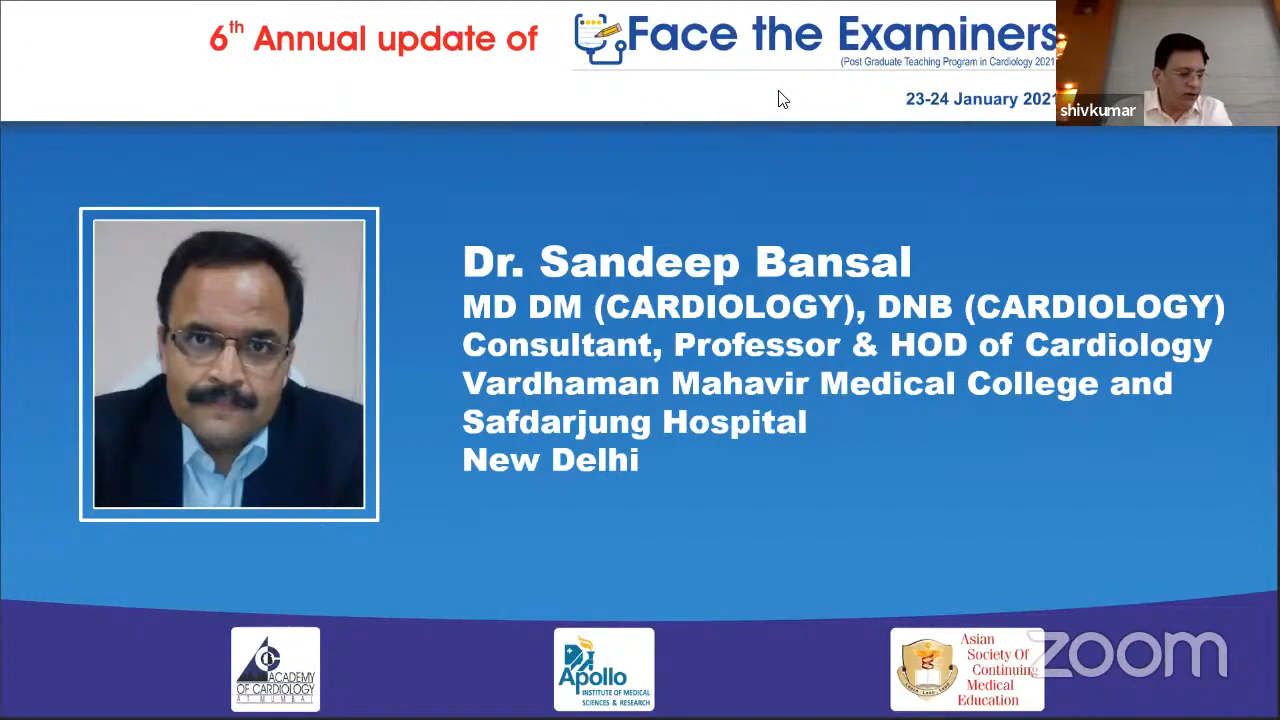 6th Annual update of
Face the Examiners
(Post Graduate Teaching Program in Cardiology 2021
23-24 January 2021
shivkumar
Dr. Sandeep Bansal
MD DM (CARDIOLOGY), DNB (CARDIOLOGY)
Consultant, Professor & HOD of Cardiology
Vardhaman Mahavir Medical College and
Safdarjung Hospital
New Delhi
ACADEMY
OF CARDIOLOGY
AT MUMBAI
Apollo
INSTITUTE OF MEDICAL
SCIENCES & RESEARCH
Asian
Society Of
Continuing
Medical
Education
zoom